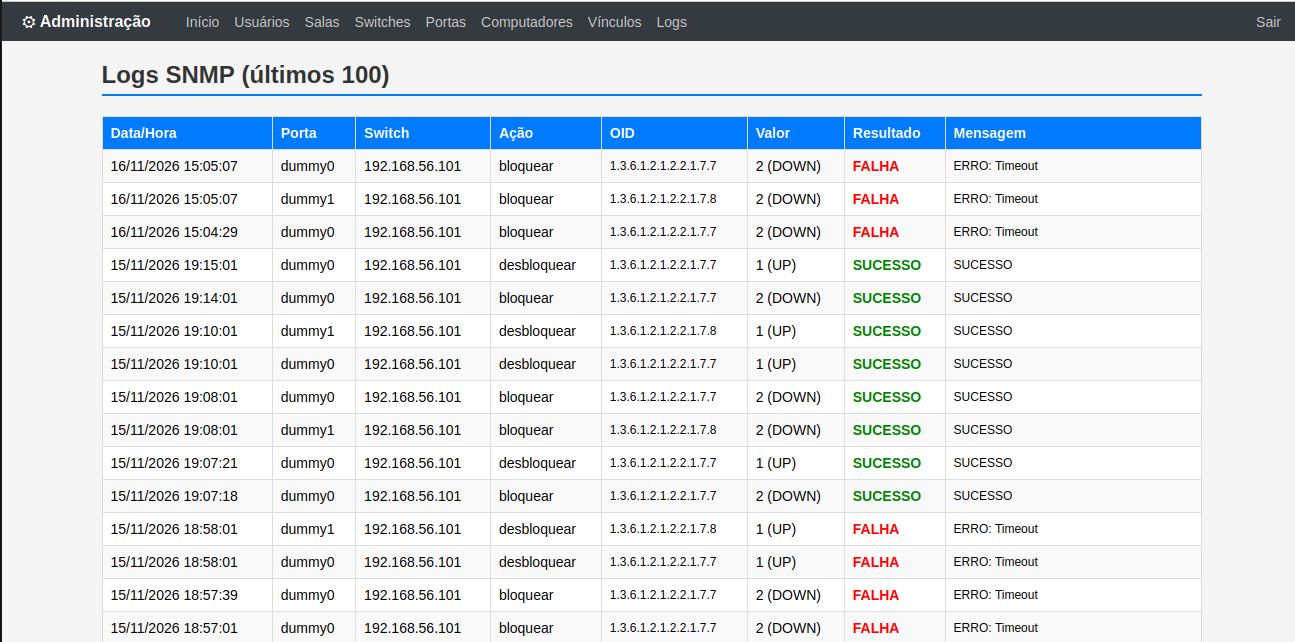 Administração Início Usuários Salas Switches Portas Computadores Vínculos Logs Sair
Logs SNMP (últimos 100)
Data/Hora Porta Switch Ação OID Valor Resultado Mensagem
16/11/2026 15:05:07 dummy0 192.168.56.101 bloquear 1.3.6.1.2.1.2.2.1.7.7 2 (DOWN) FALHA ERRO: Timeout
16/11/2026 15:05:07 dummy1 192.168.56.101 bloquear 1.3.6.1.2.1.2.2.1.7.8 2 (DOWN) FALHA ERRO: Timeout
16/11/2026 15:04:29 dummy0 192.168.56.101 bloquear 1.3.6.1.2.1.2.2.1.7.7 2 (DOWN) FALHA ERRO: Timeout
15/11/2026 19:15:01 dummy0 192.168.56.101 desbloquear 1.3.6.1.2.1.2.2.1.7.7 1 (UP) SUCESSO SUCESSO
15/11/2026 19:14:01 dummy0 192.168.56.101 bloquear 1.3.6.1.2.1.2.2.1.7.7 2 (DOWN) SUCESSO SUCESSO
15/11/2026 19:10:01 dummy1 192.168.56.101 desbloquear 1.3.6.1.2.1.2.2.1.7.8 1 (UP) SUCESSO SUCESSO
15/11/2026 19:10:01 dummy0 192.168.56.101 desbloquear 1.3.6.1.2.1.2.2.1.7.7 1 (UP) SUCESSO SUCESSO
15/11/2026 19:08:01 dummy0 192.168.56.101 bloquear 1.3.6.1.2.1.2.2.1.7.7 2 (DOWN) SUCESSO SUCESSO
15/11/2026 19:08:01 dummy1 192.168.56.101 bloquear 1.3.6.1.2.1.2.2.1.7.8 2 (DOWN) SUCESSO SUCESSO
15/11/2026 19:07:21 dummy0 192.168.56.101 desbloquear 1.3.6.1.2.1.2.2.1.7.7 1 (UP) SUCESSO SUCESSO
15/11/2026 19:07:18 dummy0 192.168.56.101 bloquear 1.3.6.1.2.1.2.2.1.7.7 2 (DOWN) SUCESSO SUCESSO
15/11/2026 18:58:01 dummy1 192.168.56.101 desbloquear 1.3.6.1.2.1.2.2.1.7.8 1 (UP) FALHA ERRO: Timeout
15/11/2026 18:58:01 dummy0 192.168.56.101 desbloquear 1.3.6.1.2.1.2.2.1.7.7 1 (UP) FALHA ERRO: Timeout
15/11/2026 18:57:39 dummy0 192.168.56.101 bloquear 1.3.6.1.2.1.2.2.1.7.7 2 (DOWN) FALHA ERRO: Timeout
15/11/2026 18:57:01 dummy0 192.168.56.101 bloquear 1.3.6.1.2.1.2.2.1.7.7 2 (DOWN) FALHA ERRO: Timeout